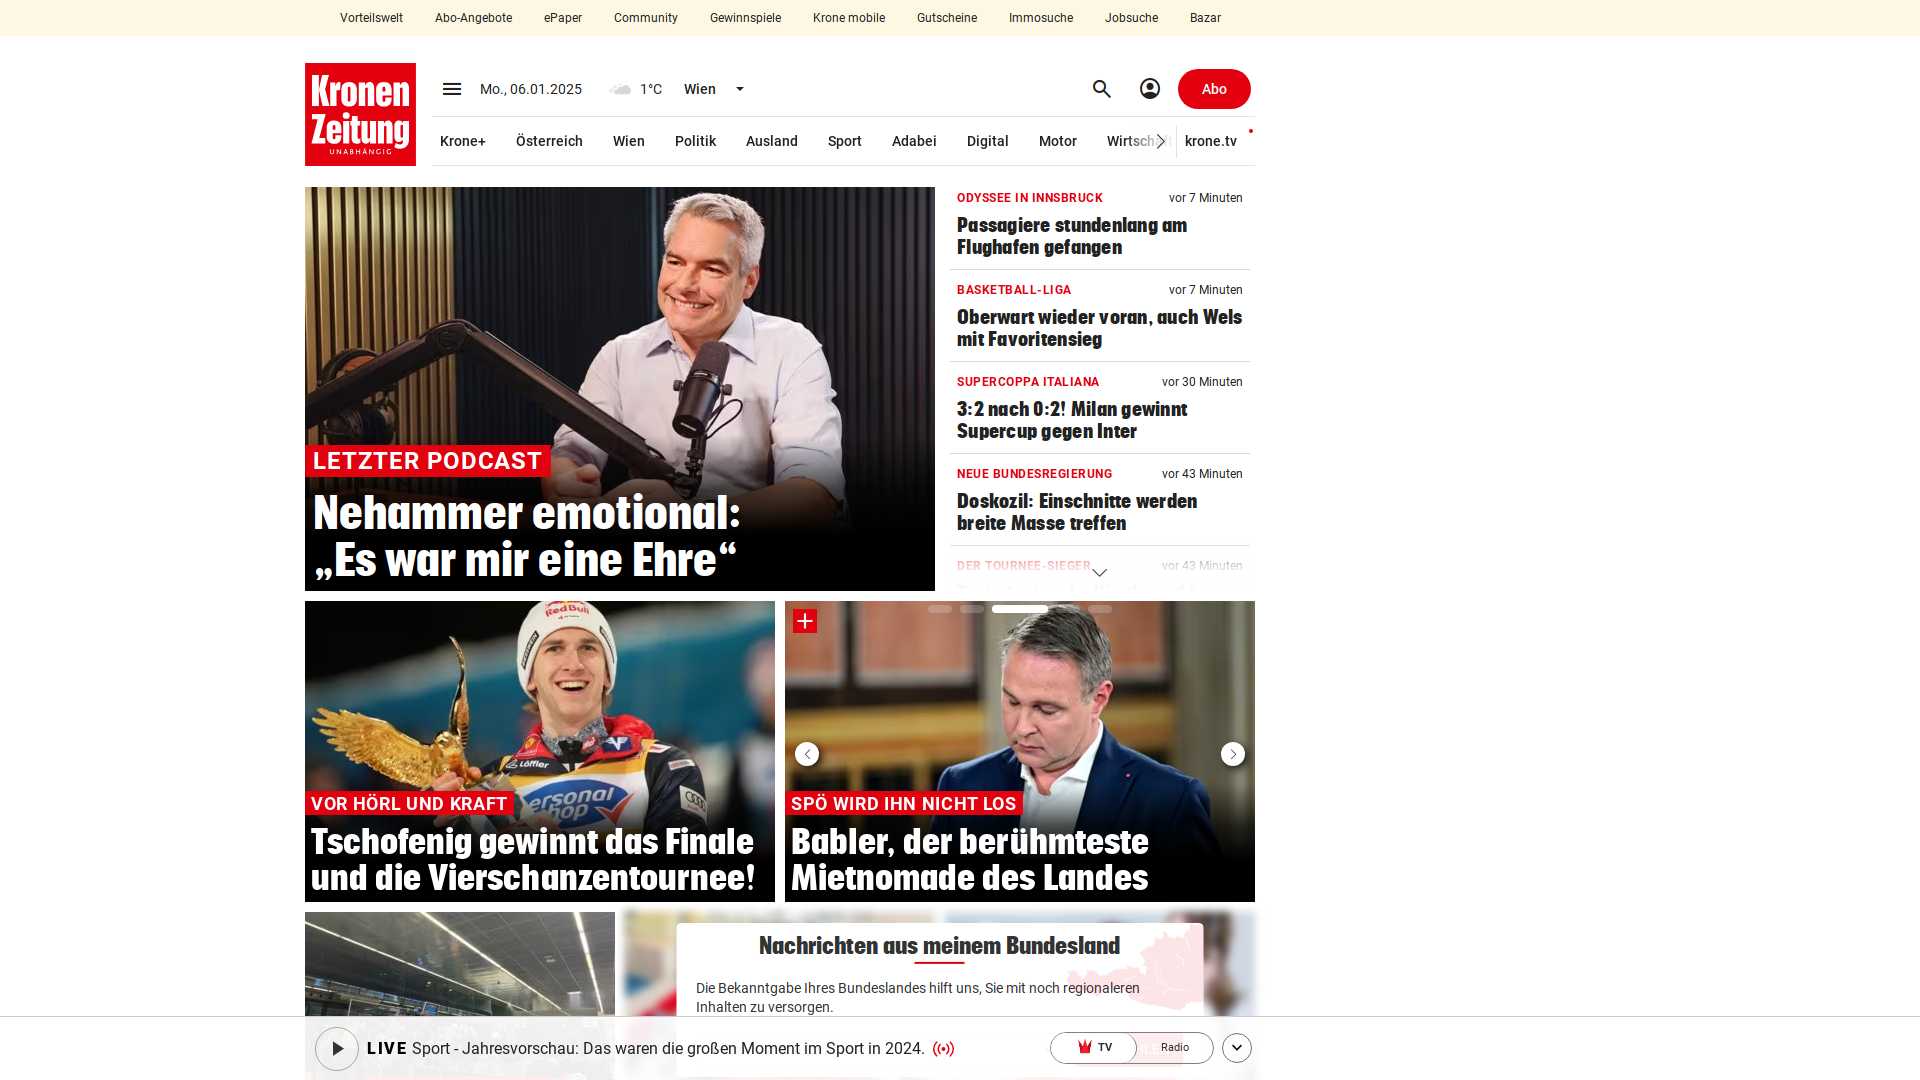 Vorteilswelt Abo-Angebote ePaper Community Gewinnspiele Krone mobile Gutscheine Immosuche Jobsuche Bazar
Kronen
Zeitung
UNABHÄNGIG
Mo., 06.01.2025 1°C Wien Abo
Krone+ Österreich Wien Politik Ausland Sport Adabei Digital Motor Wirtschaft krone.tv
LETZTER PODCAST
Nehammer emotional:
„Es war mir eine Ehre“
ODYSSEE IN INNSBRUCK vor 7 Minuten
Passagiere stundenlang am
Flughafen gefangen
BASKETBALL-LIGA vor 7 Minuten
Oberwart wieder voran, auch Wels
mit Favoritensieg
SUPERCOPPA ITALIANA vor 30 Minuten
3:2 nach 0:2! Milan gewinnt
Supercup gegen Inter
NEUE BUNDESREGIERUNG vor 43 Minuten
Doskozil: Einschnitte werden
breite Masse treffen
DER TOURNEE-SIEGER vor 43 Minuten
Red Bull
Löffler
ersonal
hop
VOR HÖRL UND KRAFT
Tschofenig gewinnt das Finale
und die Vierschanzentournee!
SPÖ WIRD IHN NICHT LOS
Babler, der berühmteste
Mietnomade des Landes
Nachrichten aus meinem Bundesland
Die Bekanntgabe Ihres Bundeslandes hilft uns, Sie mit noch regionaleren
Inhalten zu versorgen.
LIVE Sport - Jahresvorschau: Das waren die großen Moment im Sport in 2024.
TV Radio